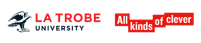 LA TROBE
UNIVERSITY
All
kinds of clever